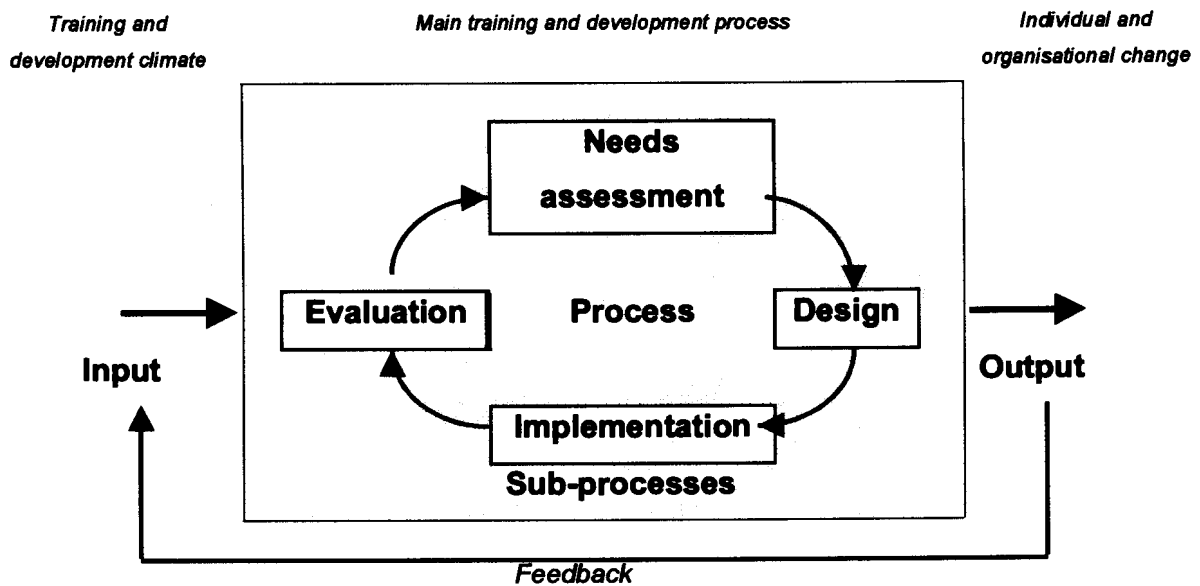 Training and
development climate
Main training and development process
Individual and
organisational change
Needs
assessment
Evaluation
Process
Design
Input
Output
Implementation
Sub-processes
Feedback